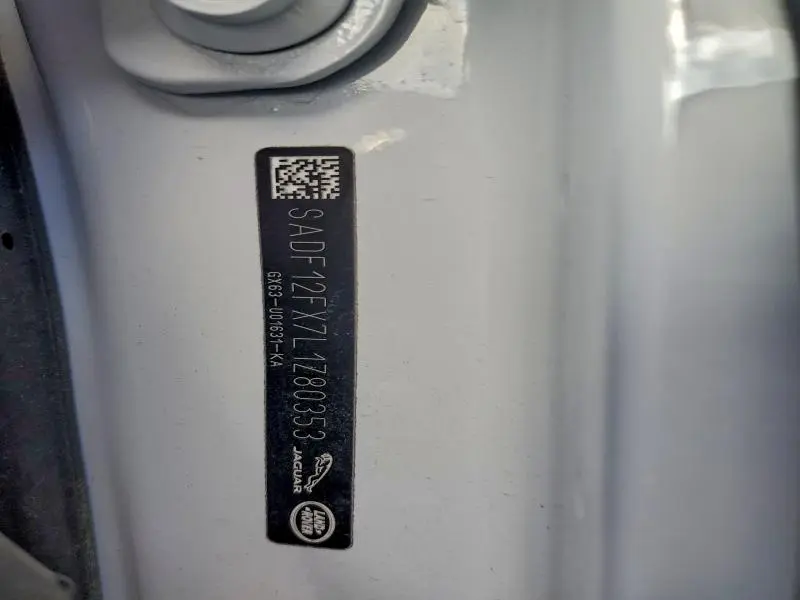 SADF12FX7L1Z80353
GX63-U01631-KA
JAGUAR
LAND
ROVER